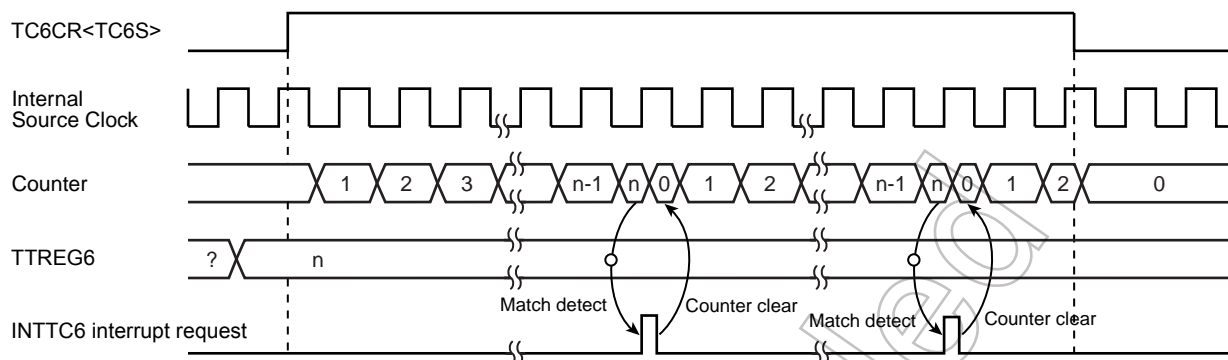 TC6CR<TC6S>
Internal
Source Clock
Counter
1 2 3 n-1 n 0 1 2 n-1 n 0 1 2 0
TTREG6
? n
Match detect Counter clear Match detect Counter clear
INTTC6 interrupt request